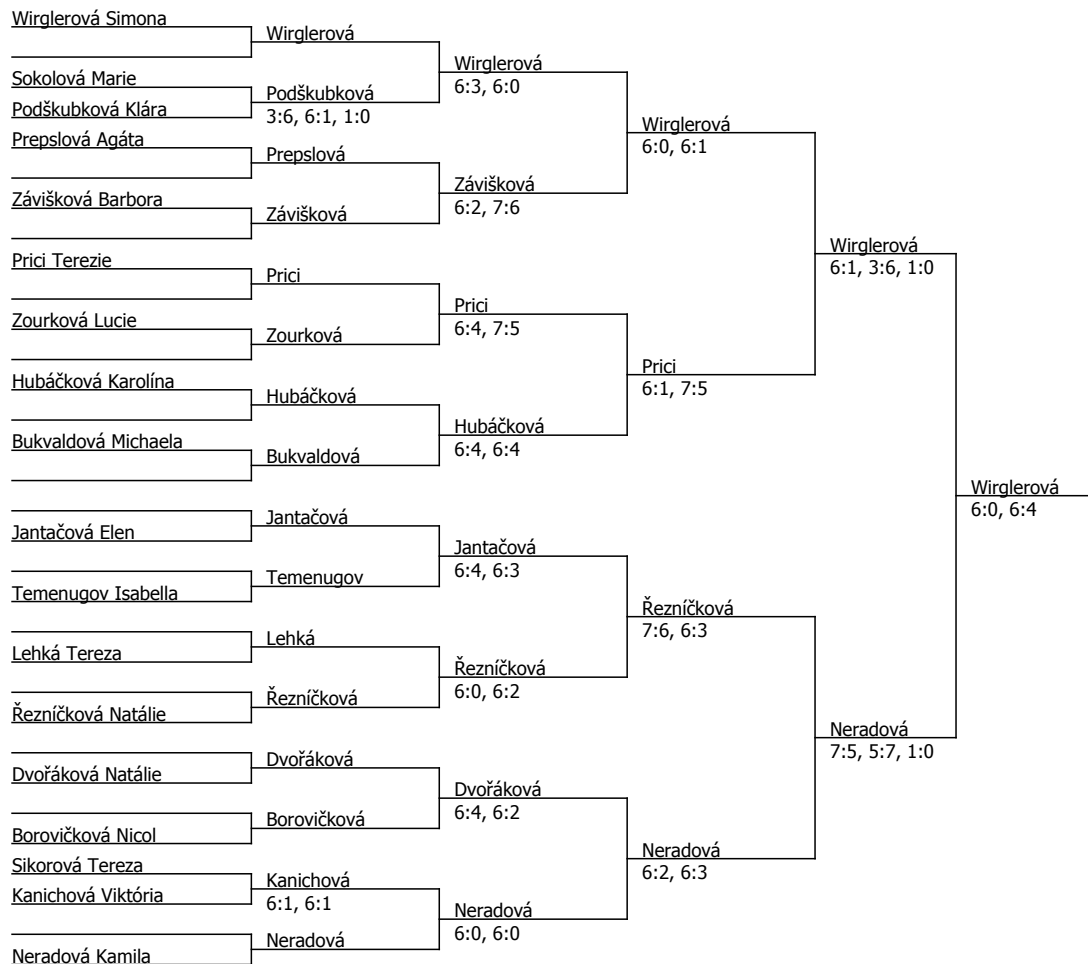 Wirglerová Simona
Wirglerová
Wirglerová
6:3, 6:0
Sokolová Marie
Podškubková
3:6, 6:1, 1:0
Podškubková Klára
Wirglerová
6:0, 6:1
Prepslová Agáta
Prepslová
Závišková
6:2, 7:6
Závišková Barbora
Závišková
Wirglerová
6:1, 3:6, 1:0
Prici Terezie
Prici
Prici
6:4, 7:5
Zourková Lucie
Zourková
Prici
6:1, 7:5
Hubáčková Karolína
Hubáčková
Hubáčková
6:4, 6:4
Bukvaldová Michaela
Bukvaldová
Wirglerová
6:0, 6:4
Jantačová
Jantačová Elen
Jantačová
6:4, 6:3
Temenugov
Temenugov Isabella
Řezníčková
7:6, 6:3
Lehká
Lehká Tereza
Řezníčková
6:0, 6:2
Řezníčková
Řezníčková Natálie
Neradová
7:5, 5:7, 1:0
Dvořáková
Dvořáková Natálie
Dvořáková
6:4, 6:2
Borovičková
Borovičková Nicol
Neradová
6:2, 6:3
Sikorová Tereza
Kanichová
6:1, 6:1
Kanichová Viktória
Neradová
6:0, 6:0
Neradová
Neradová Kamila